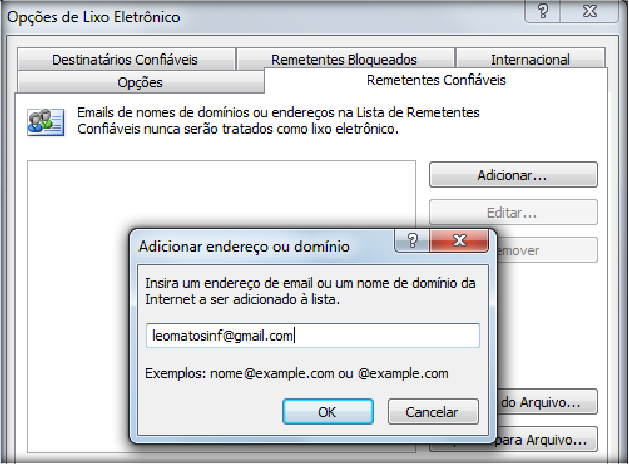 Opções de Lixo Eletrônico
Destinatários Confiáveis
Remetentes Bloqueados
Internacional
Opções
Remetentes Confiáveis
Emails de nomes de domínios ou endereços na Lista de Remetentes
Confiáveis nunca serão tratados como lixo eletrônico.
Adicionar...
Editar...
emover
Adicionar endereço ou domínio
Insira um endereço de email ou um nome de domínio da
Internet a ser adicionado à lista.
leomatosinf@gmail.com
Exemplos: nome@example.com ou @example.com
OK
Cancelar
do Arquivo...
para Arquivo...